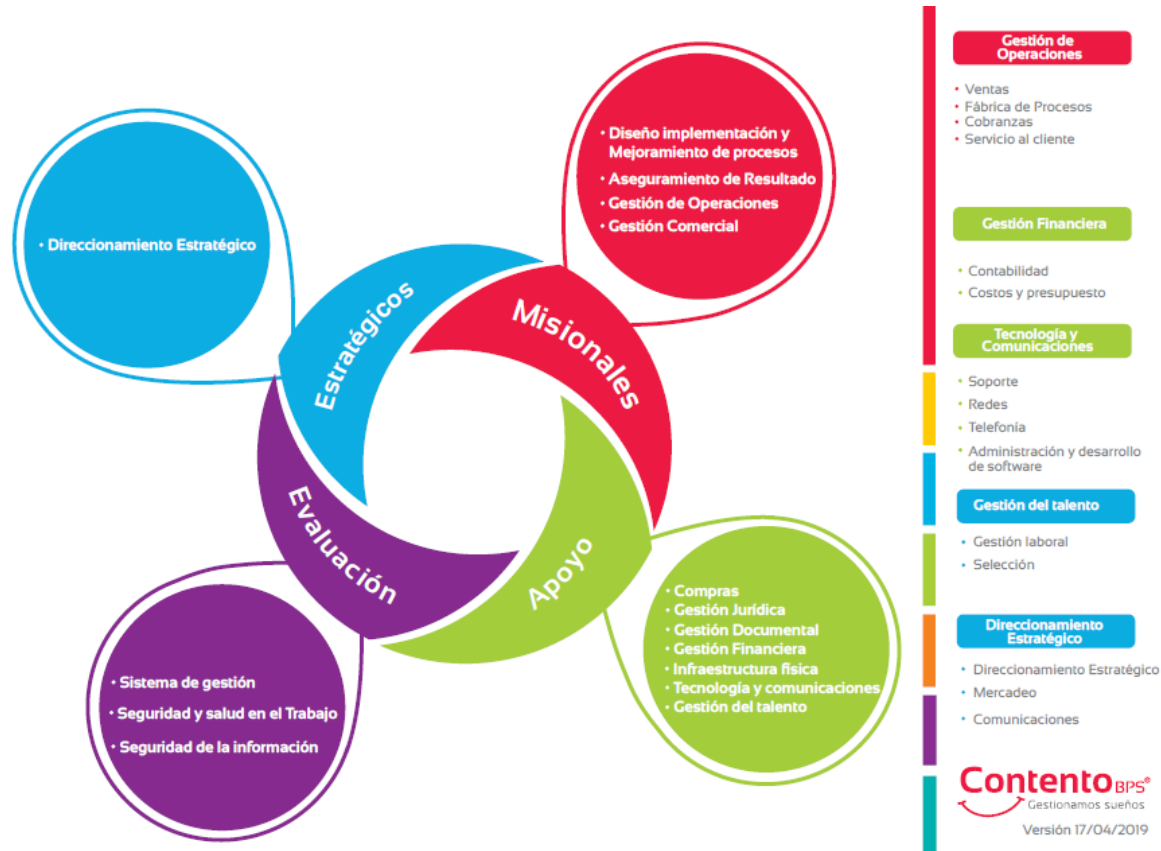 • Direccionamiento Estratégico
Estratégicos
• Diseño implementación y
Mejoramiento de procesos
• Aseguramiento de Resultado
• Gestión de Operaciones
• Gestión Comercial
Misionales
Evaluación
• Sistema de gestión
• Seguridad y salud en el Trabajo
• Seguridad de la información
Apoyo
• Compras
• Gestión Jurídica
• Gestión Documental
• Gestión Financiera
• Infraestructura física
• Tecnología y comunicaciones
• Gestión del talento
Gestión de
Operaciones
• Ventas
• Fábrica de Procesos
• Cobranzas
• Servicio al cliente
Gestión Financiera
• Contabilidad
• Costos y presupuesto
Tecnología y
Comunicaciones
• Soporte
• Redes
• Telefonía
• Administración y desarrollo
de software
Gestión del talento
• Gestión laboral
• Selección
Direccionamiento
Estratégico
• Direccionamiento Estratégico
• Mercadeo
• Comunicaciones
Contento BPS®
Gestionamos sueños
Versión 17/04/2019